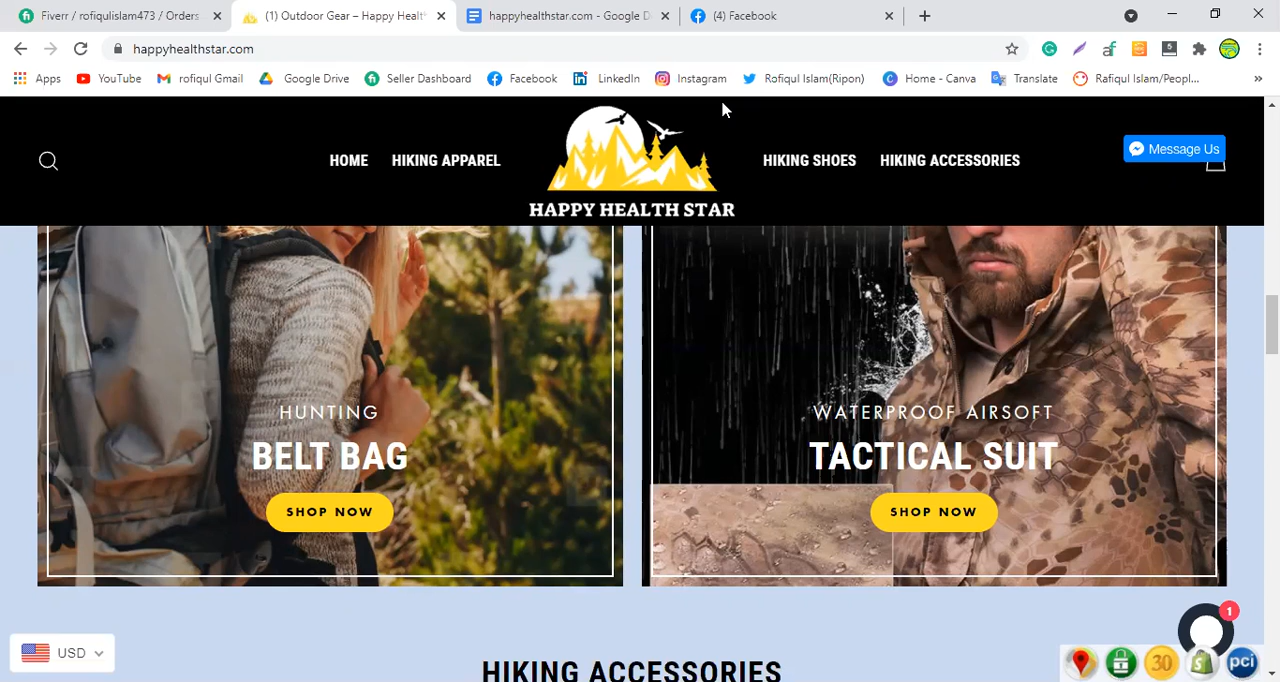 Fiverr / rofiqulislam473 / Orders
(1) Outdoor Gear – Happy Healt
happyhealthstar.com - Google D
(4) Facebook
happyhealthstar.com
Apps
YouTube
rofiqul Gmail
Google Drive
Seller Dashboard
Facebook
LinkedIn
Instagram
Rofiqul Islam(Ripon)
Home - Canva
Translate
Rofiqul Islam/Peopl...
HOME
HIKING APPAREL
HAPPY HEALTH STAR
HIKING SHOES
HIKING ACCESSORIES
Message Us
HUNTING
BELT BAG
SHOP NOW
WATERPROOF AIRSOFT
TACTICAL SUIT
SHOP NOW
HIKING ACCESSORIES
USD
1
30
pci